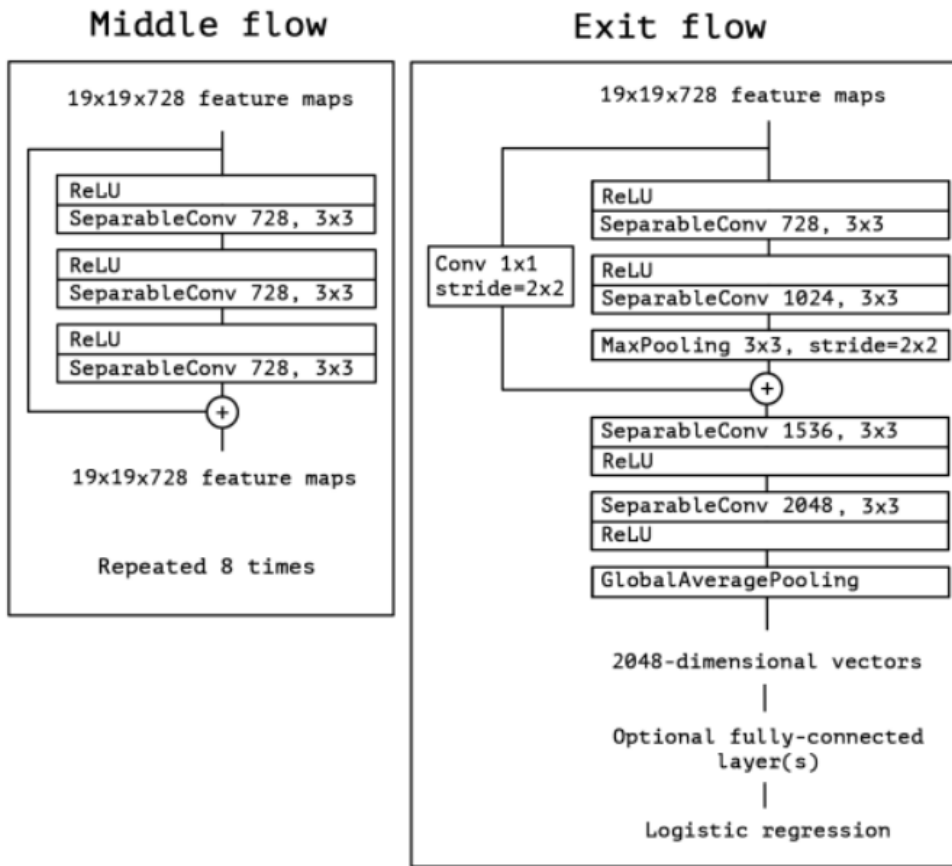 Middle flow
19x19x728 feature maps
ReLU
SeparableConv 728, 3x3
ReLU
SeparableConv 728, 3x3
ReLU
SeparableConv 728, 3x3
+
19x19x728 feature maps
Repeated 8 times
Exit flow
19x19x728 feature maps
Conv 1x1
stride=2x2
ReLU
SeparableConv 728, 3x3
ReLU
SeparableConv 1024, 3x3
MaxPooling 3x3, stride=2x2
+
SeparableConv 1536, 3x3
ReLU
SeparableConv 2048, 3x3
ReLU
GlobalAveragePooling
2048-dimensional vectors
Optional fully-connected
layer(s)
Logistic regression